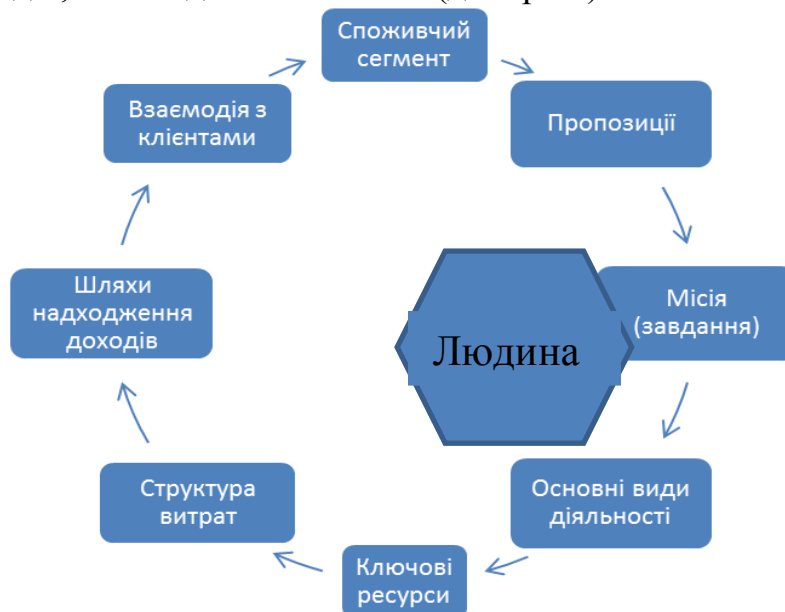 Споживчий
сегмент
Пропозиції
Місія
(завдання)
Основні види
діяльності
Ключові
ресурси
Структура
витрат
Шляхи
надходження
доходів
Взаємодія з
клієнтами
Людина